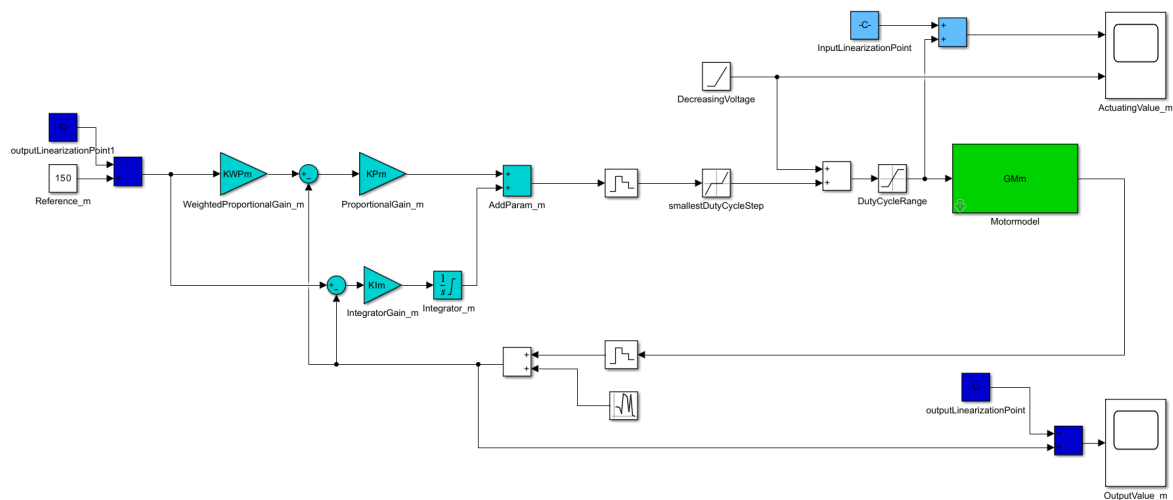 -C-
InputLinearizationPoint
+
+
DecreasingVoltage
ActuatingValue_m
-C-
outputLinearizationPoint1
150
Reference_m
KWPm
WeightedProportionalGain_m
+
−
KPm
ProportionalGain_m
+
+
AddParam_m
smallestDutyCycleStep
+
+
DutyCycleRange
GMm
Motormodel
+
−
KIm
IntegratorGain_m
1
s
Integrator_m
+
+
outputLinearizationPoint
OutputValue_m